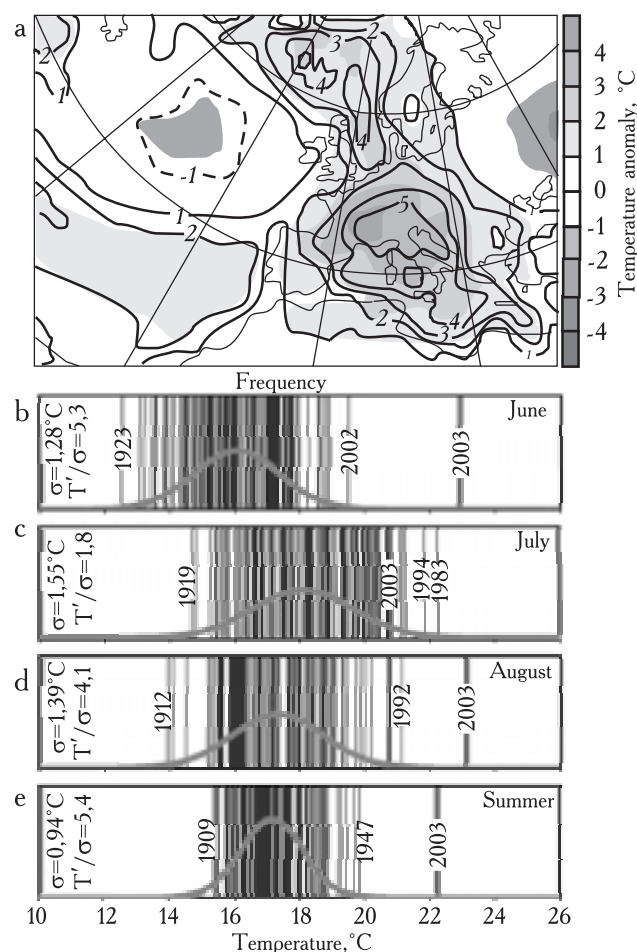 a
2
1
-1
1
2
3
2
4
4
5
2
3
4
1
4
3
2
1
0
-1
-2
-3
-4
Temperature anomaly, °C
Frequency
b
σ=1,28°C
T′/σ=5,3
1923
2002
2003
June
c
σ=1,55°C
T′/σ=1,8
1919
2003
1994
1983
July
d
σ=1,39°C
T′/σ=4,1
1912
1992
2003
August
e
σ=0,94°C
T′/σ=5,4
1909
1947
2003
Summer
10 12 14 16 18 20 22 24 26
Temperature,°C